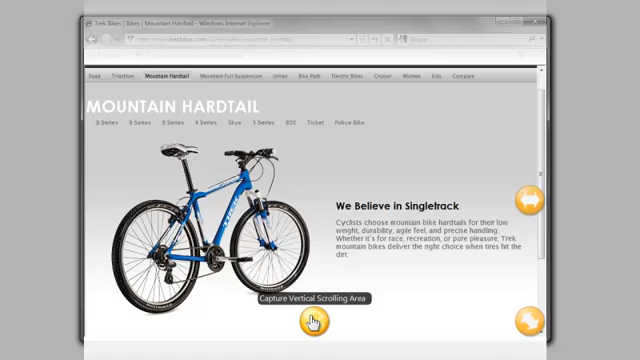 Trek Bikes | Bikes | Mountain Hardtail - Windows Internet Explorer
Google
Road Triathlon Mountain Hardtail Mountain Full Suspension Urban Bike Path Electric Bikes Cruiser Women Kids Compare
MOUNTAIN HARDTAIL
8 Series 6 Series 4 Series Skye 3 Series 820 Ticket Police Bike
We Believe in Singletrack
Cyclists choose mountain bike hardtails for their low
weight, durability, agile feel, and precise handling.
Whether it's for race, recreation, or pure pleasure, Trek
mountain bikes deliver the right choice when tires hit the
dirt.
TREK
Capture Vertical Scrolling Area